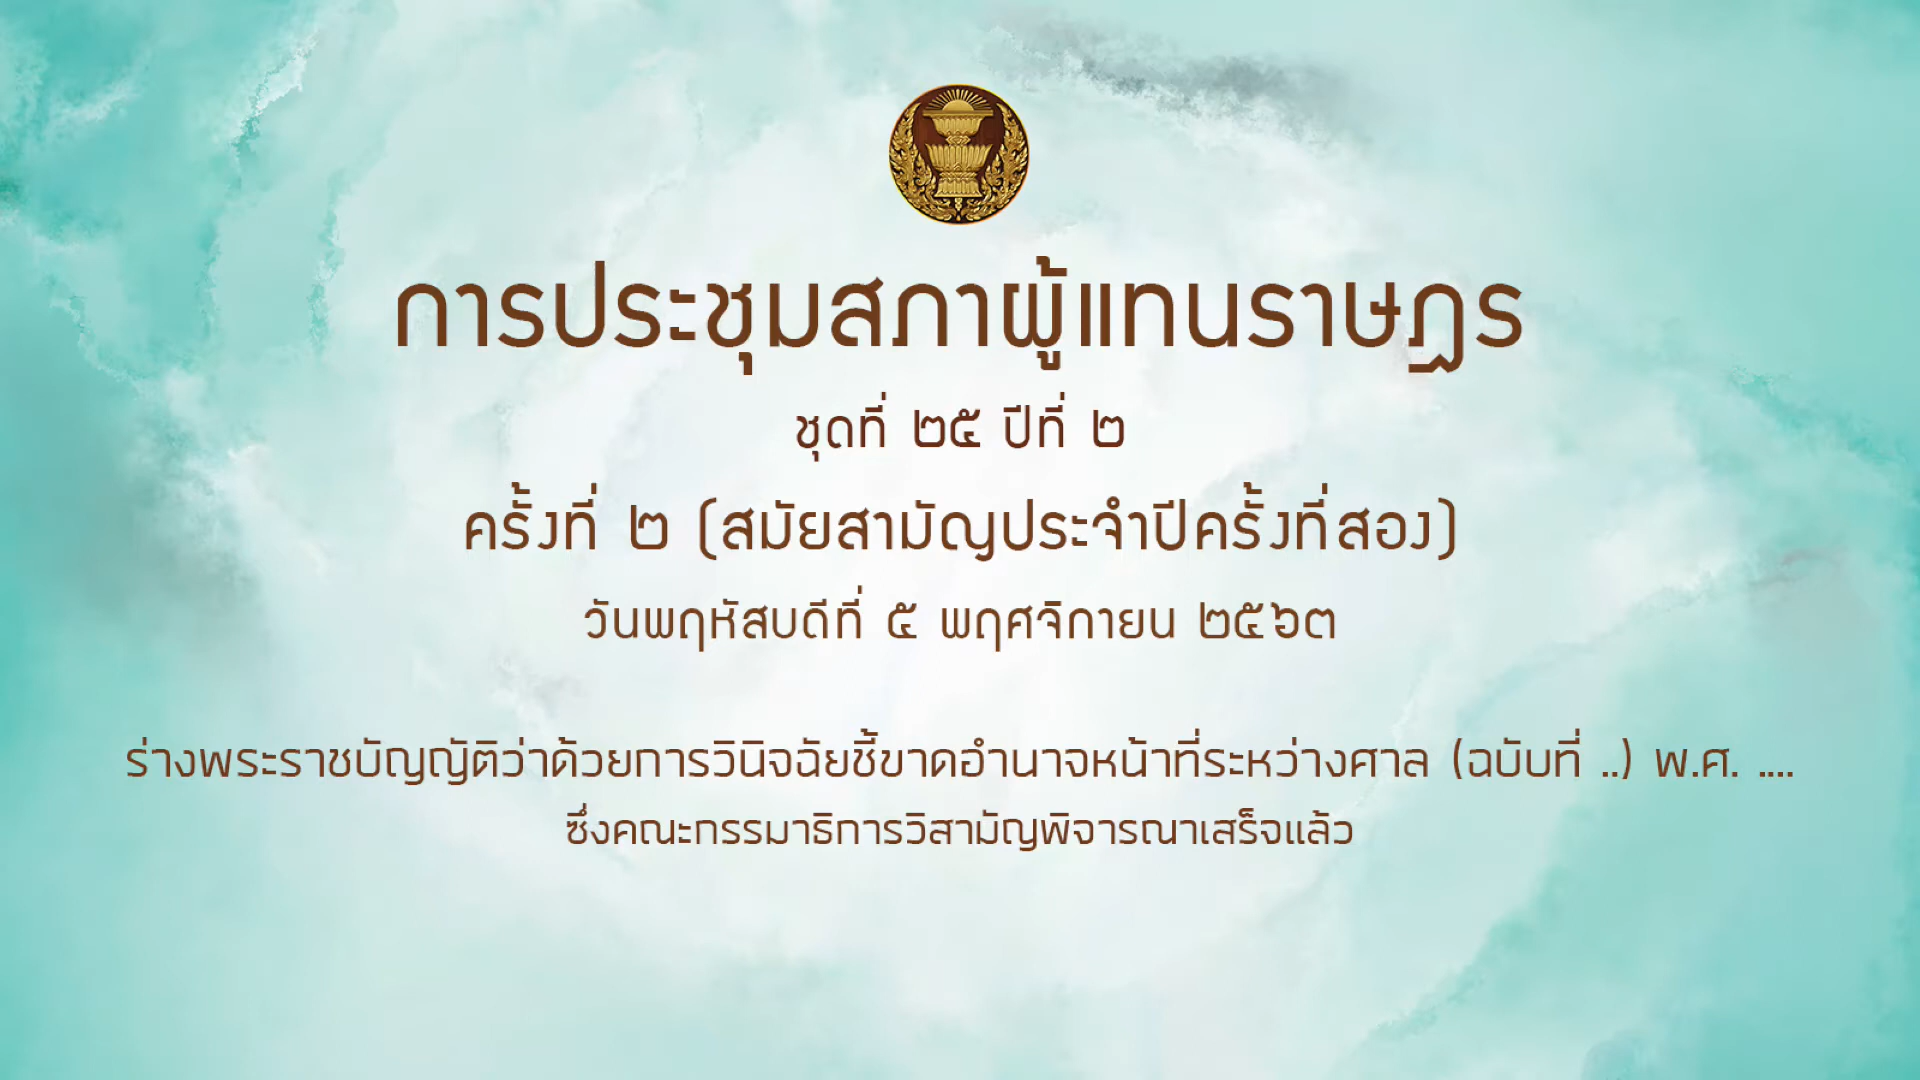 การประชุมสภาผู้แทนราษฎร
ชุดที่ ๒๕ ปีที่ ๒
ครั้งที่ ๒ (สมัยสามัญประจำปีครั้งที่สอง)
วันพฤหัสบดีที่ ๕ พฤศจิกายน ๒๕๖๓
ร่างพระราชบัญญัติว่าด้วยการวินิจฉัยชี้ขาดอำนาจหน้าที่ระหว่างศาล (ฉบับที่ ..) พ.ศ. ....
ซึ่งคณะกรรมาธิการวิสามัญพิจารณาเสร็จแล้ว